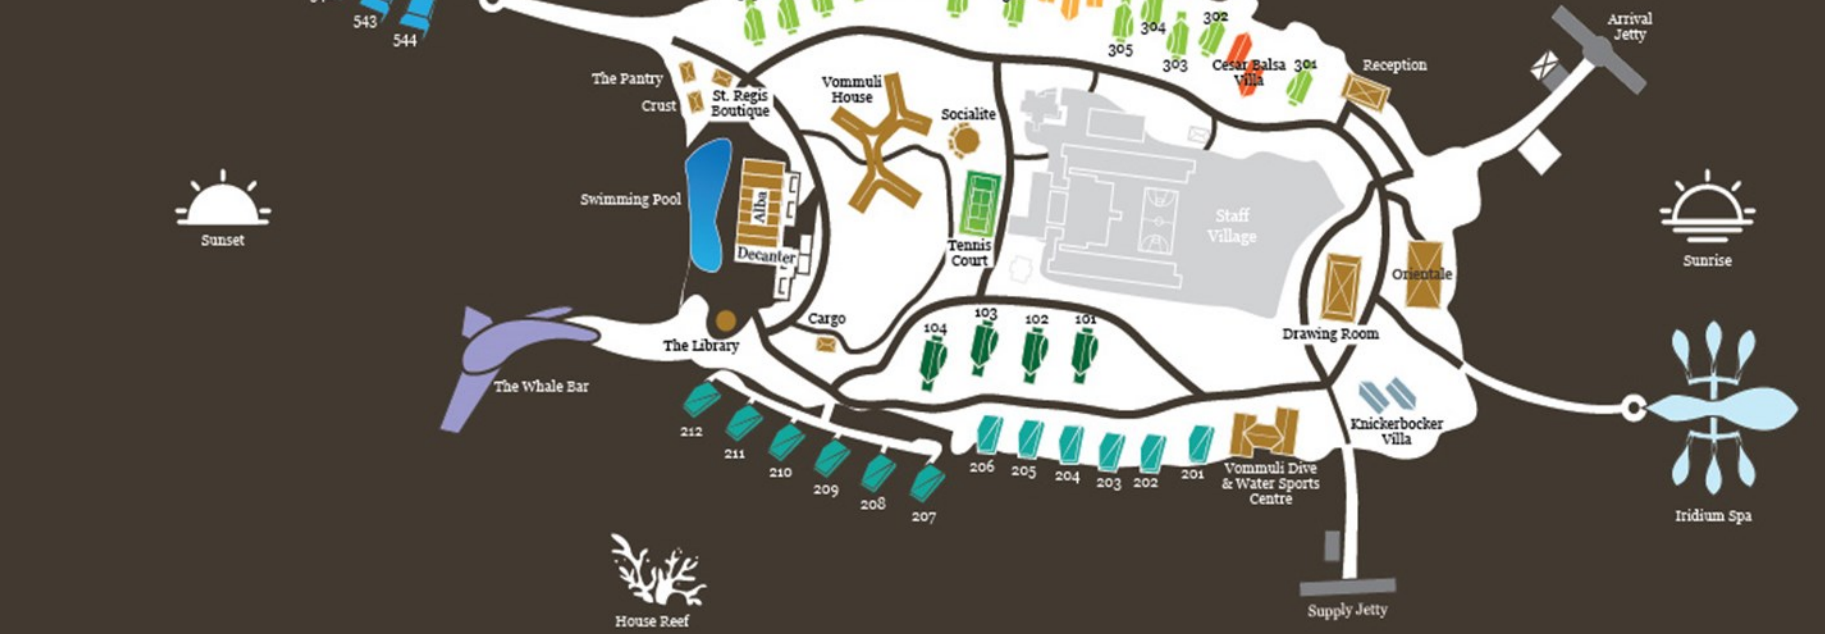 543
544
302
304
305
303
Cesar Balsa
Villa
301
Arrival
Jetty
Reception
The Pantry
Crust
St. Regis
Boutique
Vommuli
House
Socialite
Swimming Pool
Alba
Decanter
Tennis
Court
Staff
Village
Sunset
Sunrise
Orientale
Drawing Room
Cargo
The Library
The Whale Bar
104
103
102
101
212
211
210
209
208
207
206
205
204
203
202
201
Vommuli Dive
& Water Sports
Centre
Knickerbocker
Villa
Iridium Spa
House Reef
Supply Jetty